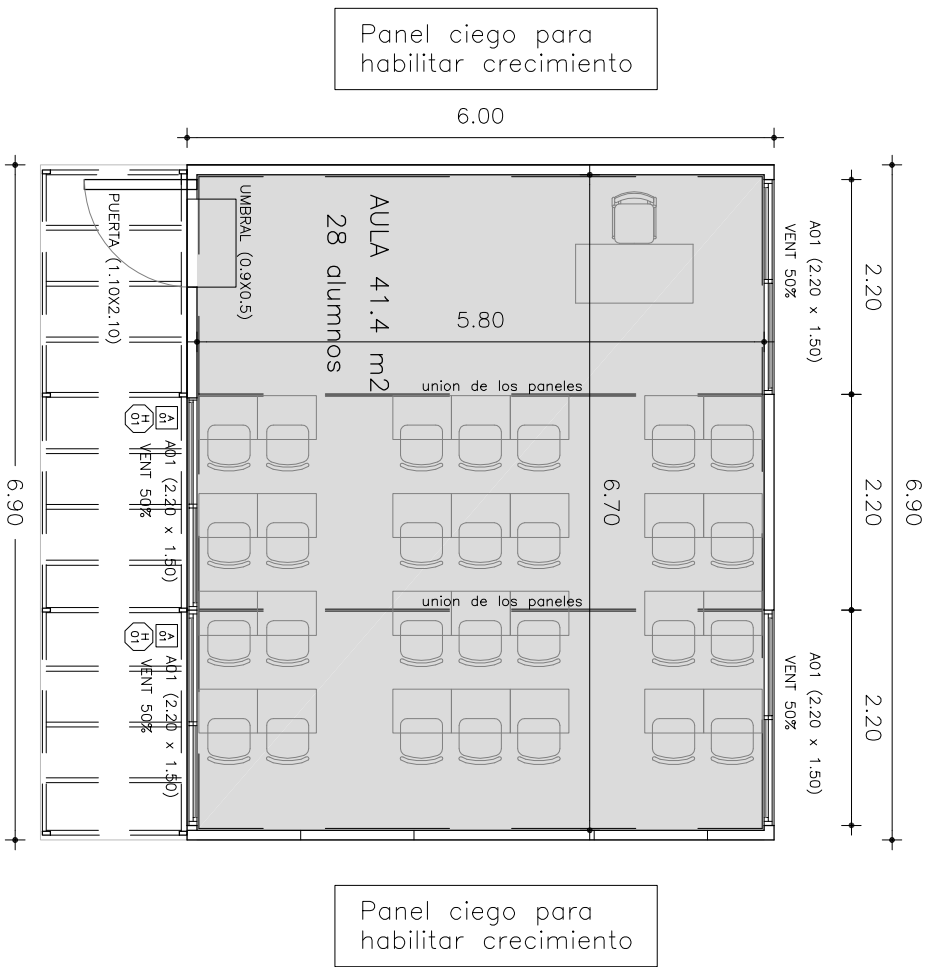 Panel ciego para
habilitar crecimiento
6.00
PUERTA (1.10X2.10)
UMBRAL (0.9X0.5)
AULA 41.4 m2
28 alumnos
A01 (2.20 x 1.50)
VENT 50%
2.20
5.80
union de los paneles
A
01
H
01
A01 (2.20 x 1.50)
VENT 50%
6.90
6.70
2.20
6.90
union de los paneles
A
01
H
01
A01 (2.20 x 1.50)
VENT 50%
A01 (2.20 x 1.50)
VENT 50%
2.20
Panel ciego para
habilitar crecimiento